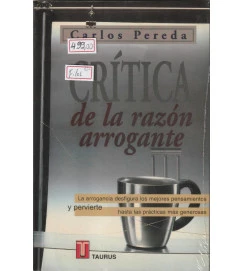 Carlos Pereda
CRÍTICA
de la razón
arrogante
La arrogancia desfigura los mejores pensamientos
y pervierte hasta las prácticas más generosas
TAURUS